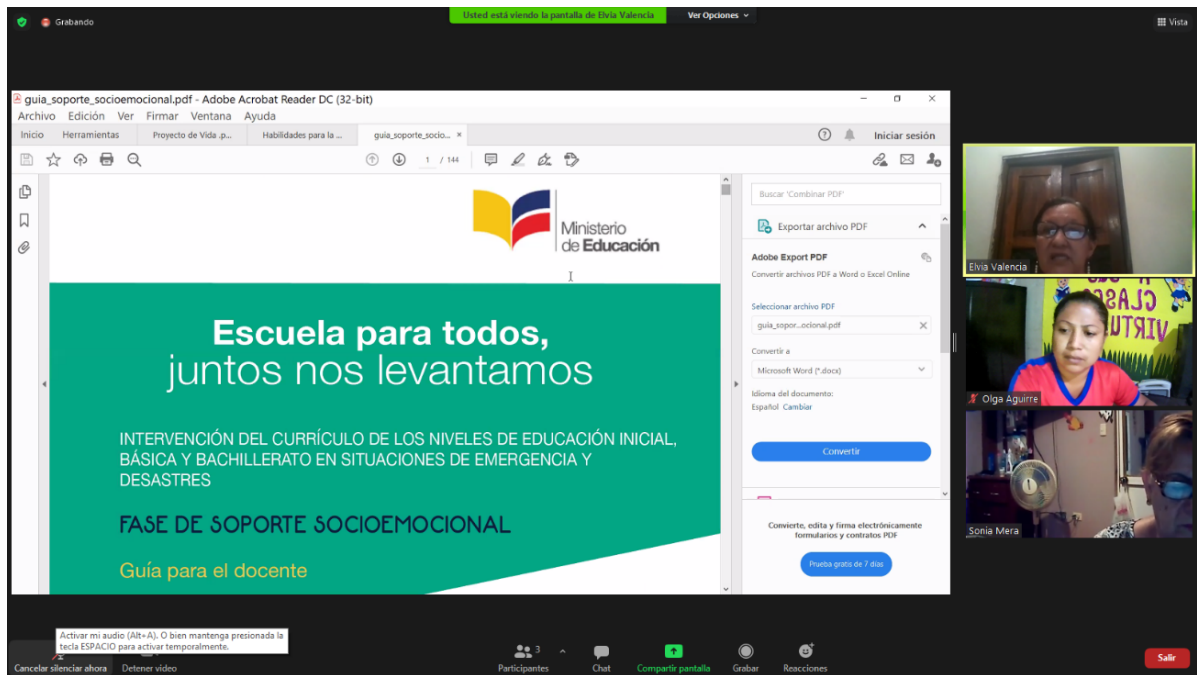 Grabando
Usted está viendo la pantalla de Elvia Valencia
Ver Opciones
Vista
guia_soporte_socioemocional.pdf - Adobe Acrobat Reader DC (32-bit)
Archivo Edición Ver Firmar Ventana Ayuda
Inicio Herramientas Proyecto de Vida .p... Habilidades para la ... guia_soporte_socio... × Iniciar sesión
1 / 144
Ministerio
de Educación
Escuela para todos,
juntos nos levantamos
INTERVENCIÓN DEL CURRÍCULO DE LOS NIVELES DE EDUCACIÓN INICIAL,
BÁSICA Y BACHILLERATO EN SITUACIONES DE EMERGENCIA Y
DESASTRES
FASE DE SOPORTE SOCIOEMOCIONAL
Guía para el docente
Buscar 'Combinar PDF'
Exportar archivo PDF
Adobe Export PDF
Convertir archivos PDF a Word o Excel Online
Seleccionar archivo PDF
guia_sopor...ocional.pdf
Convertir a
Microsoft Word (*.docx)
Idioma del documento:
Español Cambiar
Convertir
Convierte, edita y firma electrónicamente
formularios y contratos PDF
Prueba gratis de 7 días
Elvia Valencia
CLASES
VIRTU
Olga Aguirre
Sonia Mera
Activar mi audio (Alt+A). O bien mantenga presionada la
tecla ESPACIO para activar temporalmente.
Cancelar silenciar ahora
Detener video
3
Participantes
Chat
Compartir pantalla
Grabar
Reacciones
Salir